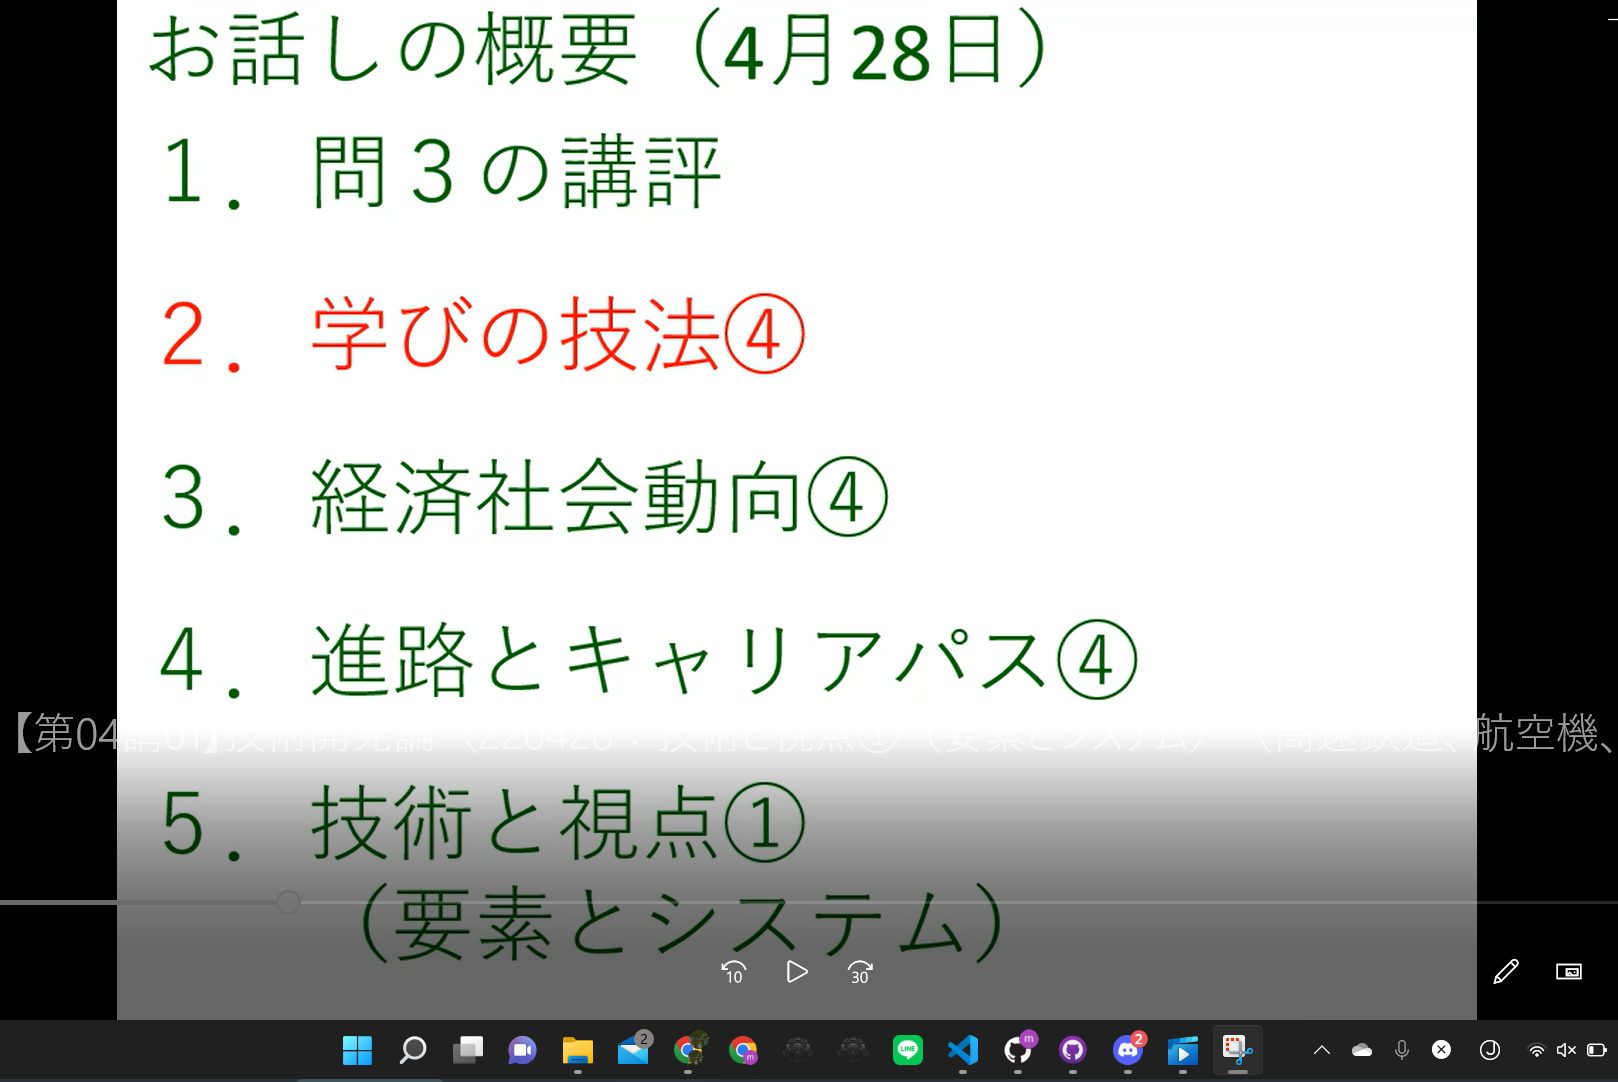 お話しの概要（4月28日）
１．問３の講評
２．学びの技法④
３．経済社会動向④
４．進路とキャリアパス④
【第04講01】技術開発論（220428：技術と視点①（要素とシステム）（高速鉄道、航空機、
５．技術と視点①
（要素とシステム）
10
30
2
m
LINE
m
2
J